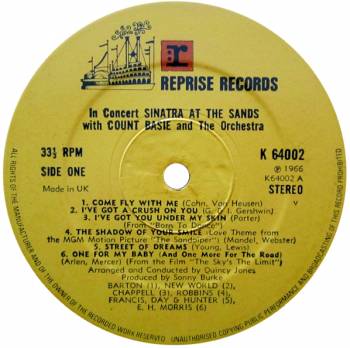 r
REPRISE RECORDS
In Concert SINATRA AT THE SANDS
with COUNT BASIE and The Orchestra
33⅓ RPM
SIDE ONE
Made in UK
K 64002
℗ 1966
K 64002 A
STEREO
V
1. COME FLY WITH ME (Cahn, Van Heusen)
2. I'VE GOT A CRUSH ON YOU (G. & I. Gershwin)
3. I'VE GOT YOU UNDER MY SKIN (Porter)
(From "Born To Dance")
4. THE SHADOW OF YOUR SMILE (Love Theme from
the MGM Motion Picture "The Sandpiper") (Mandel, Webster)
5. STREET OF DREAMS (Young, Lewis)
6. ONE FOR MY BABY (And One More For The Road)
(Arlen, Mercer) (From the Film "The Sky's The Limit")
Arranged and Conducted by Quincy Jones
Produced by Sonny Burke
BARTON (1), NEW WORLD (2),
CHAPPELL (3), ROBBINS (4),
FRANCIS, DAY & HUNTER (5),
E. H. MORRIS (6)
ALL RIGHTS OF THE MANUFACTURER AND OF THE OWNER OF THE RECORDED WORK RESERVED UNAUTHORISED COPYING PUBLIC PERFORMANCE AND BROADCASTING OF THIS RECORD PROHIBITED